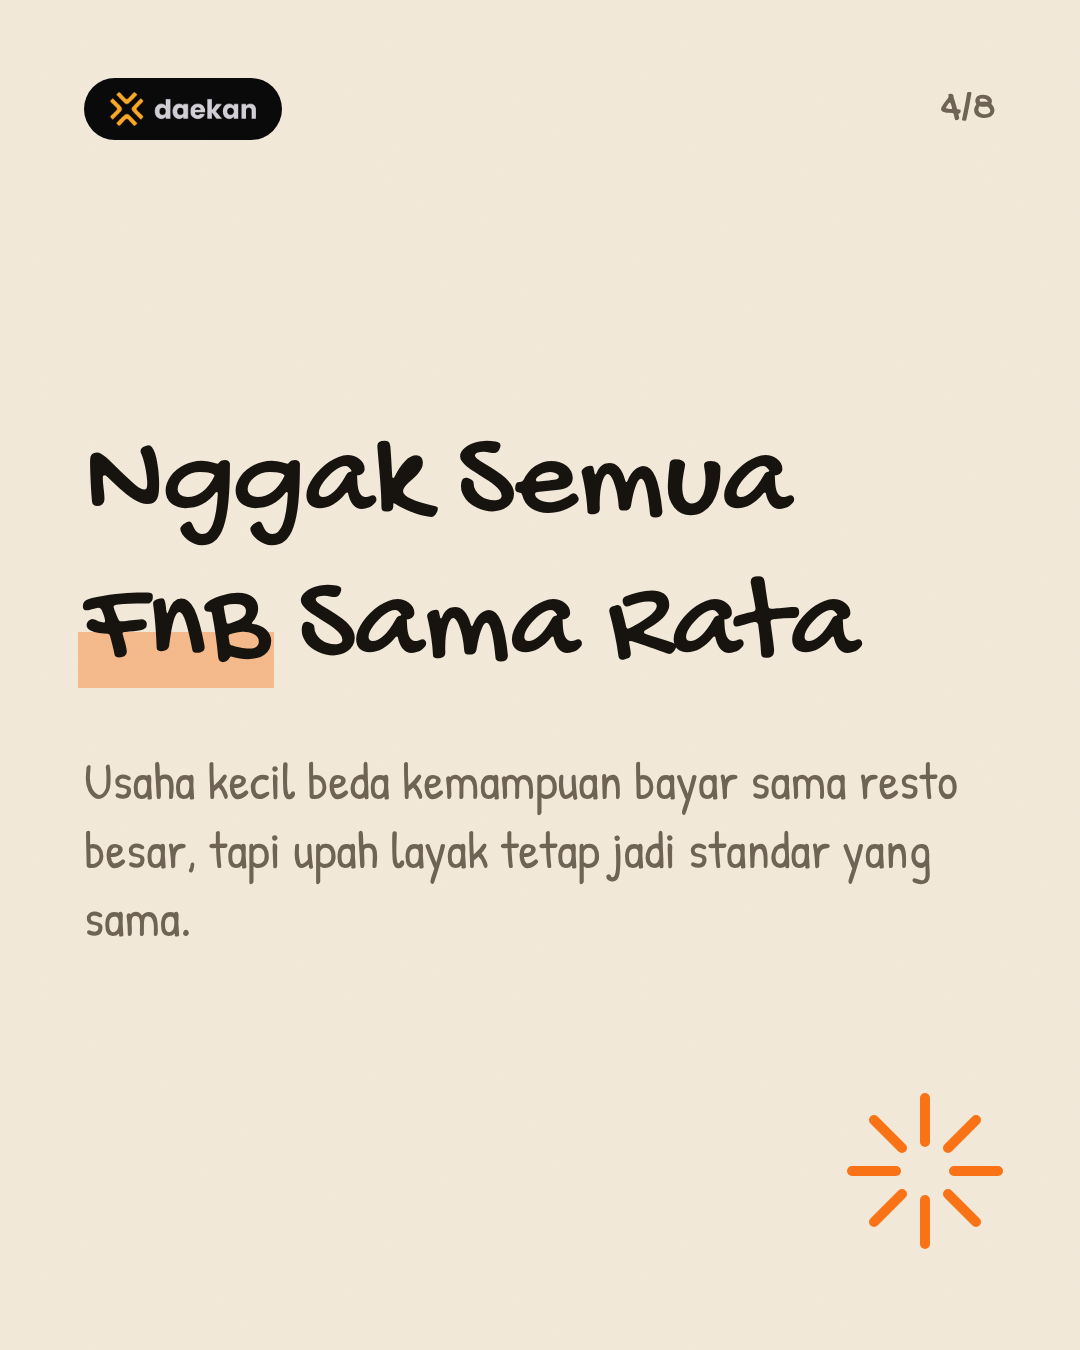 daekan
4/8
Nggak Semua
FnB Sama Rata
Usaha kecil beda kemampuan bayar sama resto
besar, tapi upah layak tetap jadi standar yang
sama.